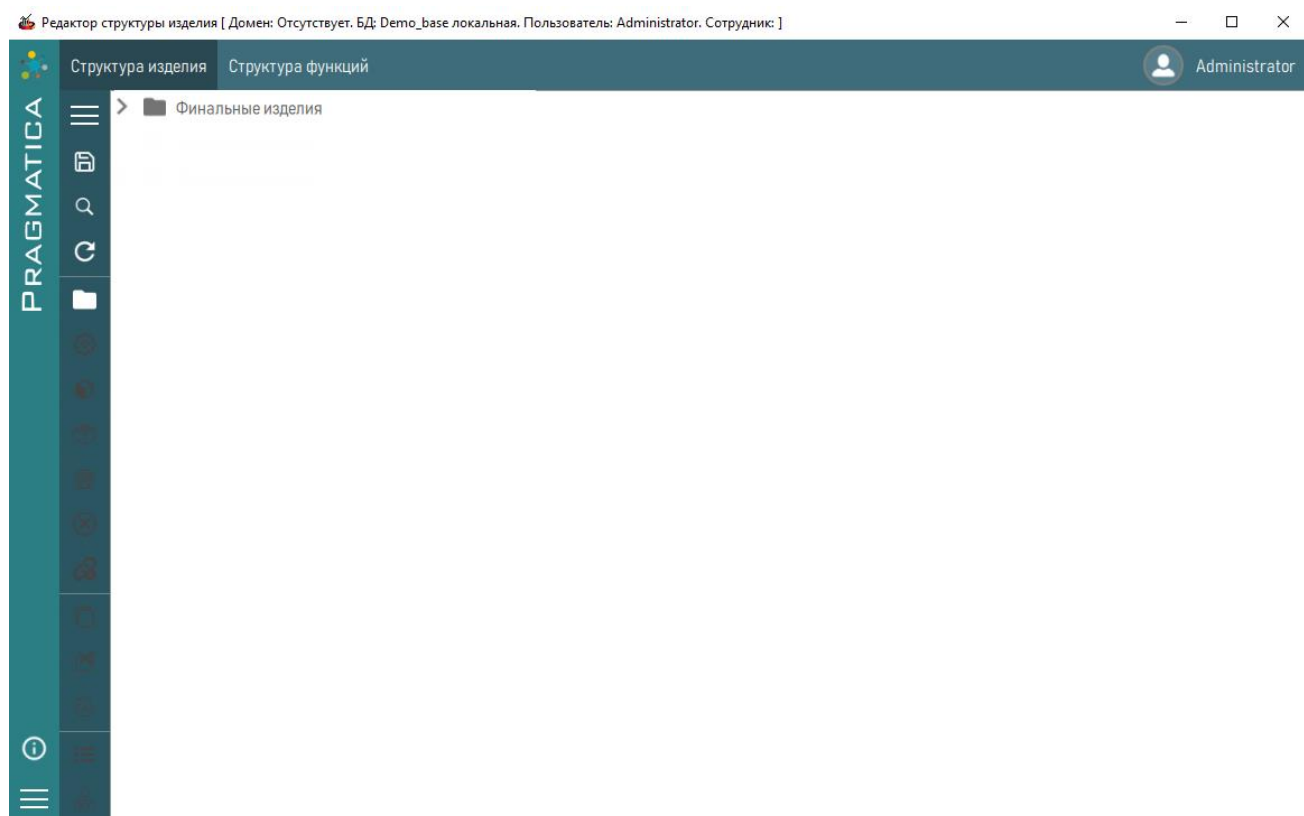 Редактор структуры изделия [ Домен: Отсутствует. БД: Demo_base локальная. Пользователь: Administrator. Сотрудник: ]
Структура изделия Структура функций Administrator
PRAGMATICA
Финальные изделия